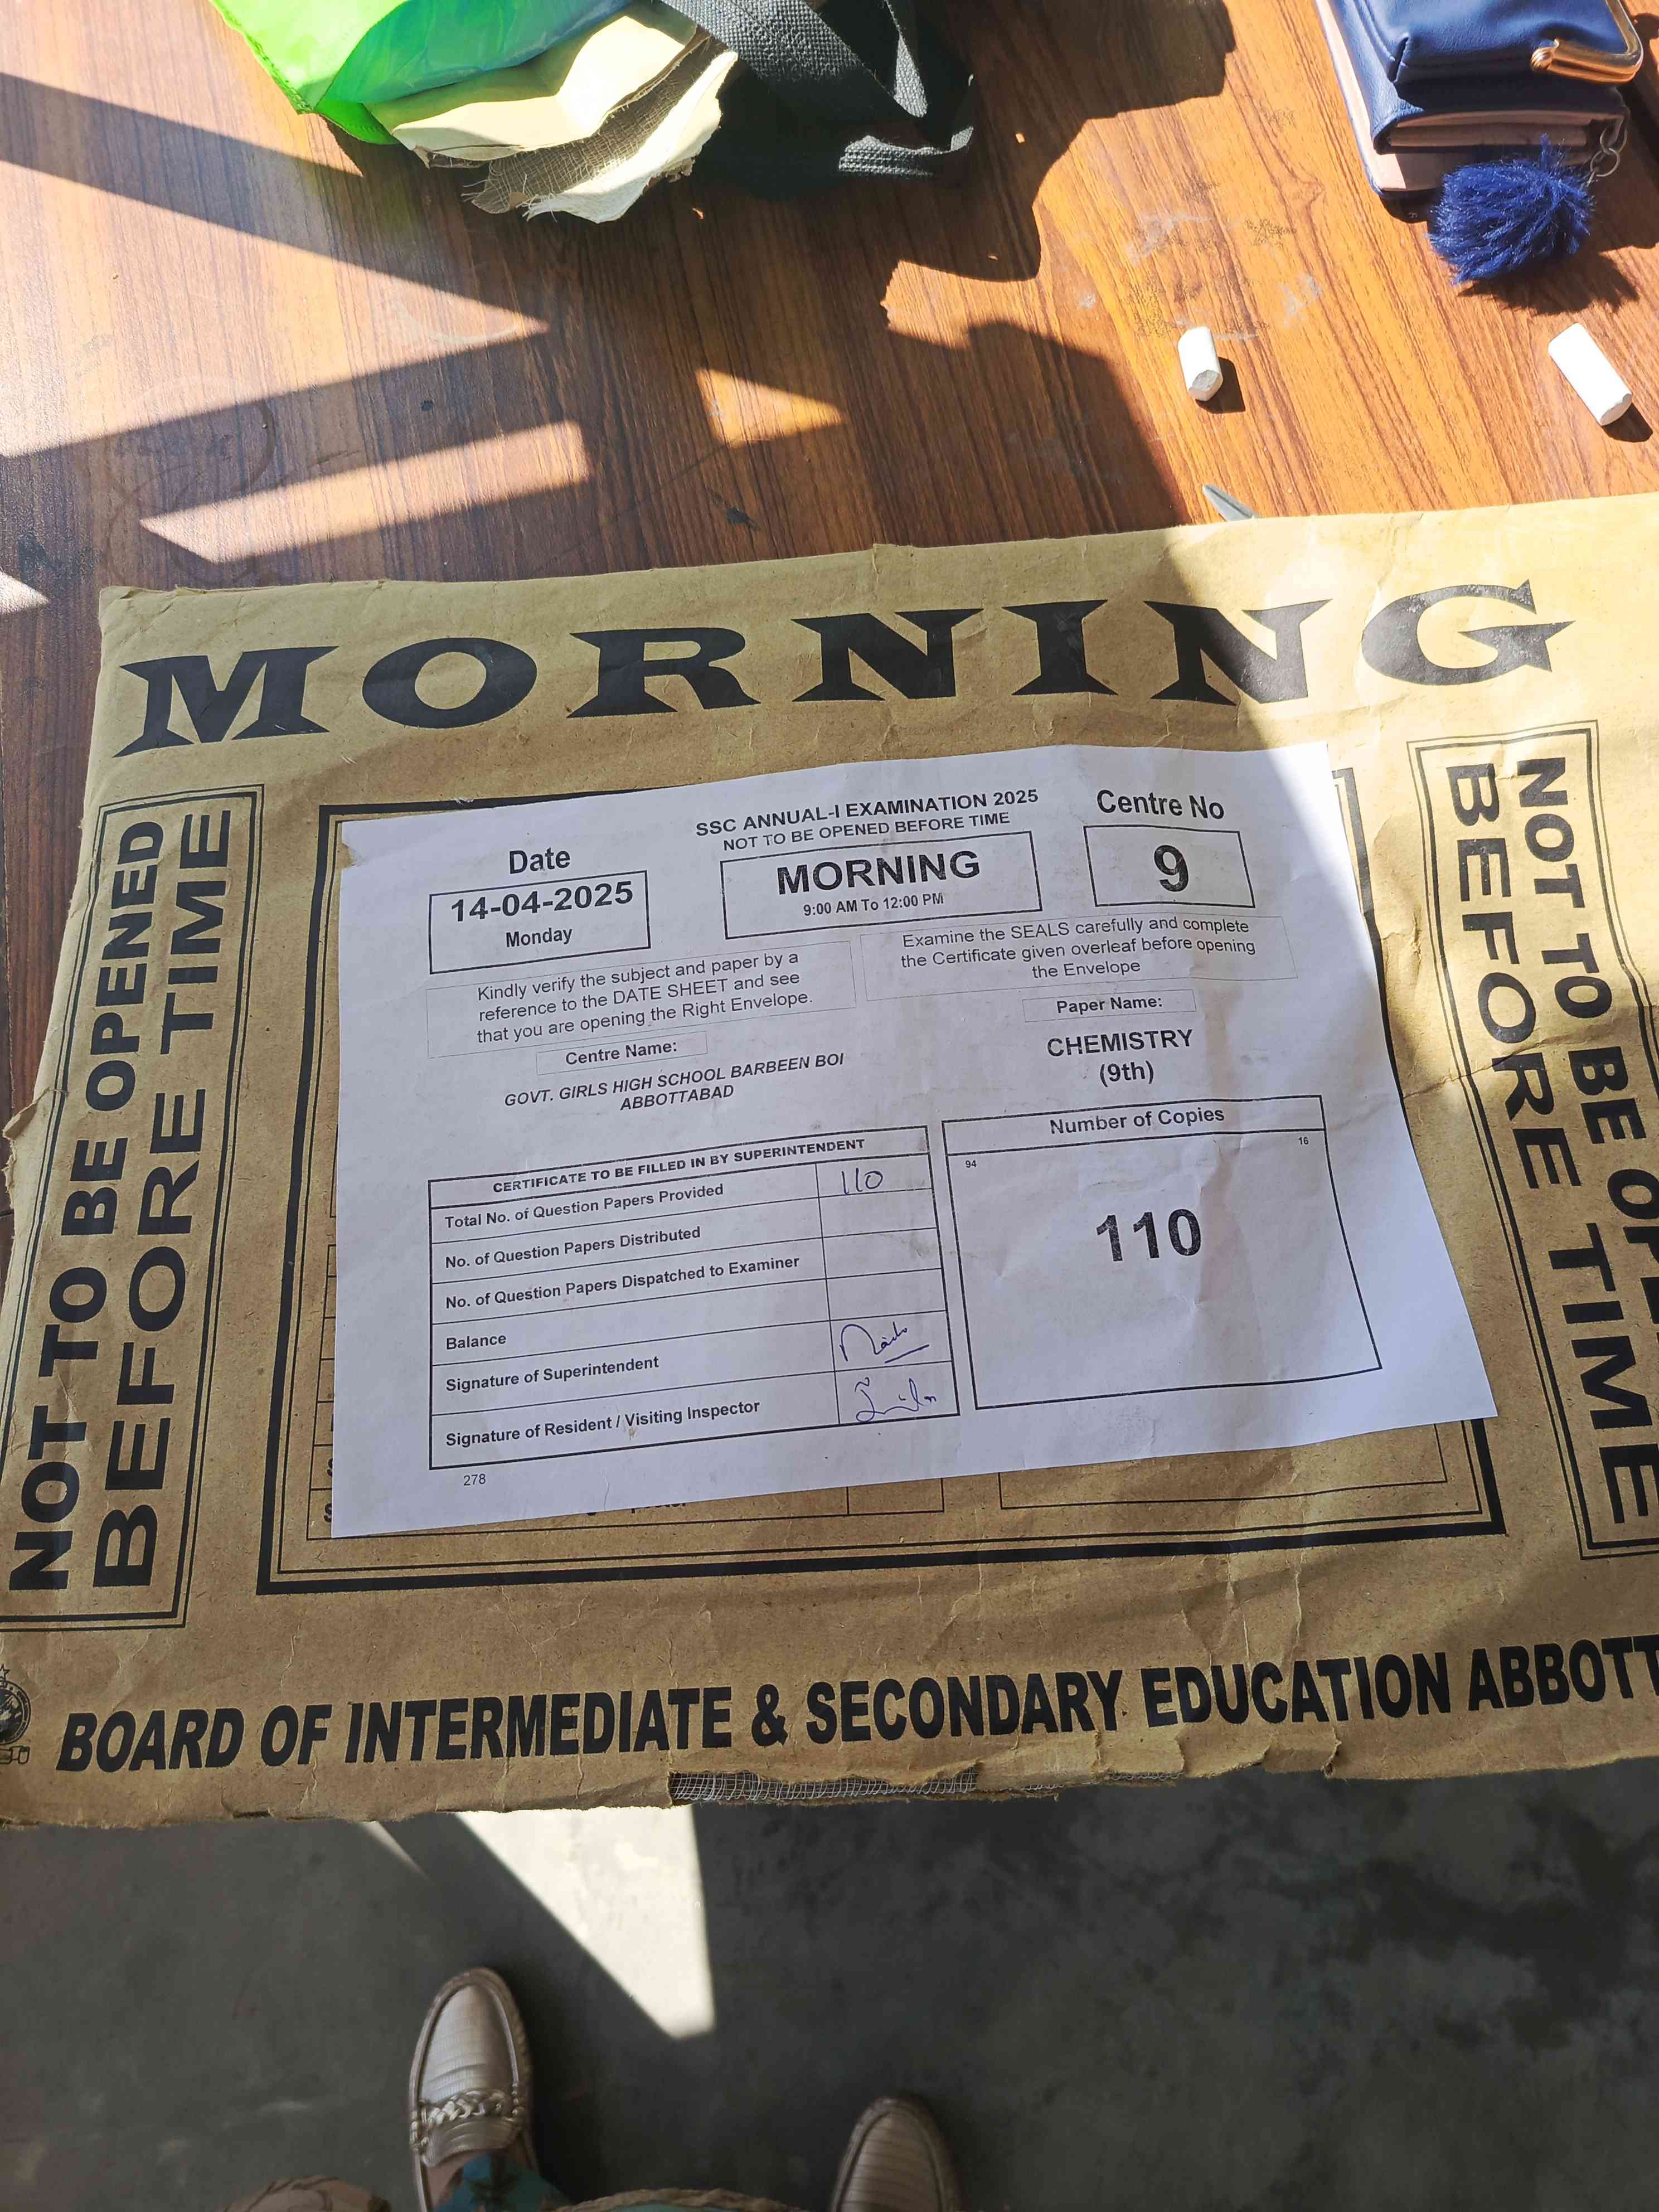 MORNING
NOT TO BE OPENED
BEFORE TIME
SSC ANNUAL-I EXAMINATION 2025
NOT TO BE OPENED BEFORE TIME
Date
14-04-2025
Monday
MORNING
9:00 AM To 12:00 PM
Centre No
9
Kindly verify the subject and paper by a
reference to the DATE SHEET and see
that you are opening the Right Envelope.
Examine the SEALS carefully and complete
the Certificate given overleaf before opening
the Envelope
Centre Name:
GOVT. GIRLS HIGH SCHOOL BARBEEN BOI
ABBOTTABAD
Paper Name:
CHEMISTRY
(9th)
CERTIFICATE TO BE FILLED IN BY SUPERINTENDENT
Total No. of Question Papers Provided 110
No. of Question Papers Distributed
No. of Question Papers Dispatched to Examiner
Balance
Signature of Superintendent
Signature of Resident / Visiting Inspector
278
Number of Copies
94 16
110
NOT TO BE OPE
BEFORE TIME
BOARD OF INTERMEDIATE & SECONDARY EDUCATION ABBOTT